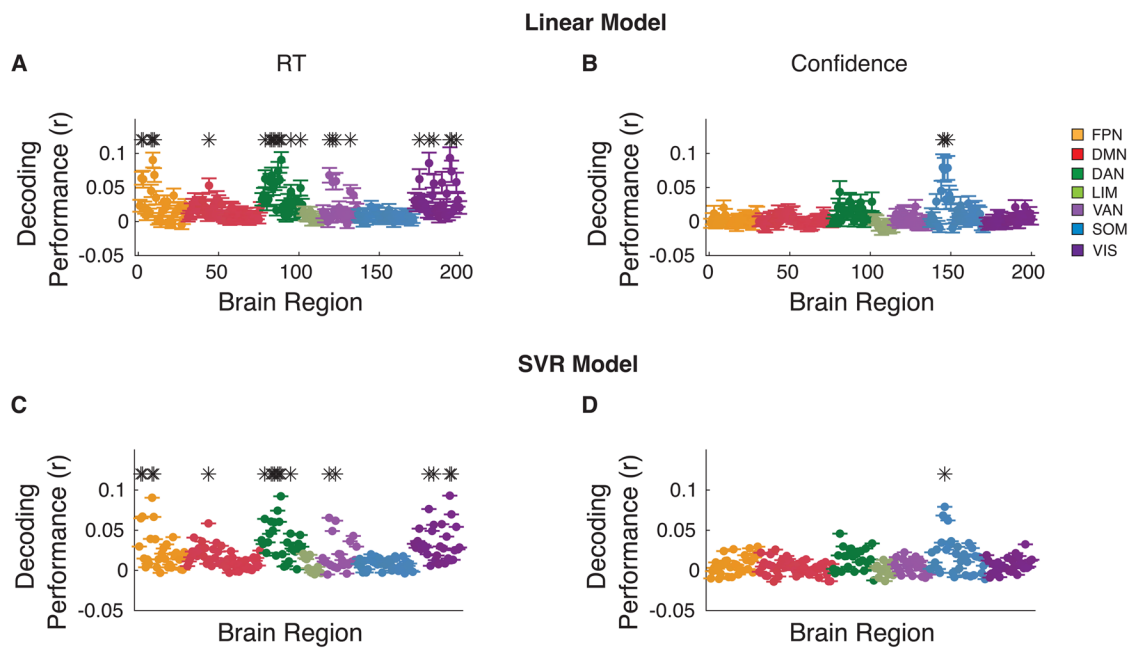 Linear Model
A
RT
Decoding
Performance (r)
0.1
0.05
0
-0.05
0
50
100
150
200
Brain Region
B
Confidence
Decoding
Performance (r)
0.1
0.05
0
-0.05
0
50
100
150
200
Brain Region
FPN
DMN
DAN
LIM
VAN
SOM
VIS
SVR Model
C
Decoding
Performance (r)
0.1
0.05
0
-0.05
Brain Region
D
Decoding
Performance (r)
0.1
0.05
0
-0.05
Brain Region